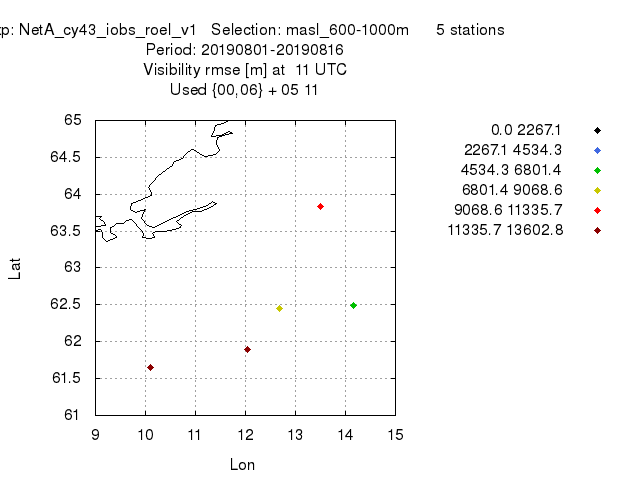 xp: NetA_cy43_iobs_roel_v1 Selection: masl_600-1000m 5 stations
Period: 20190801-20190816
Visibility rmse [m] at 11 UTC
Used {00,06} + 05 11
0.0 2267.1
2267.1 4534.3
4534.3 6801.4
6801.4 9068.6
9068.6 11335.7
11335.7 13602.8
65
64.5
64
63.5
63
62.5
62
61.5
61
Lat
9 10 11 12 13 14 15
Lon